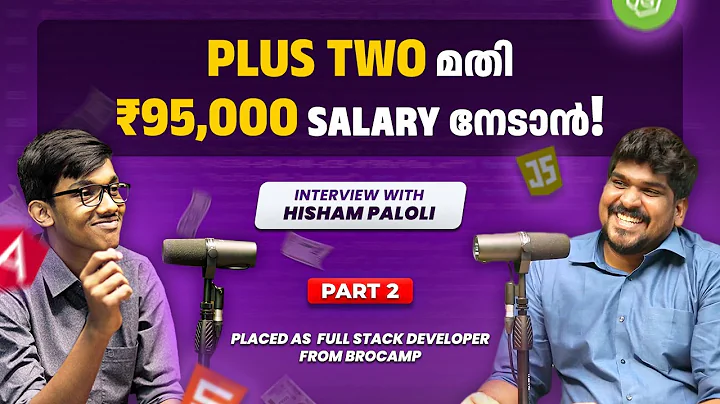 PLUS TWO മതി
₹95,000 SALARY നേടാൻ!
JS
INTERVIEW WITH
HISHAM PALOLI
PART 2
PLACED AS FULL STACK DEVELOPER
FROM BROCAMP